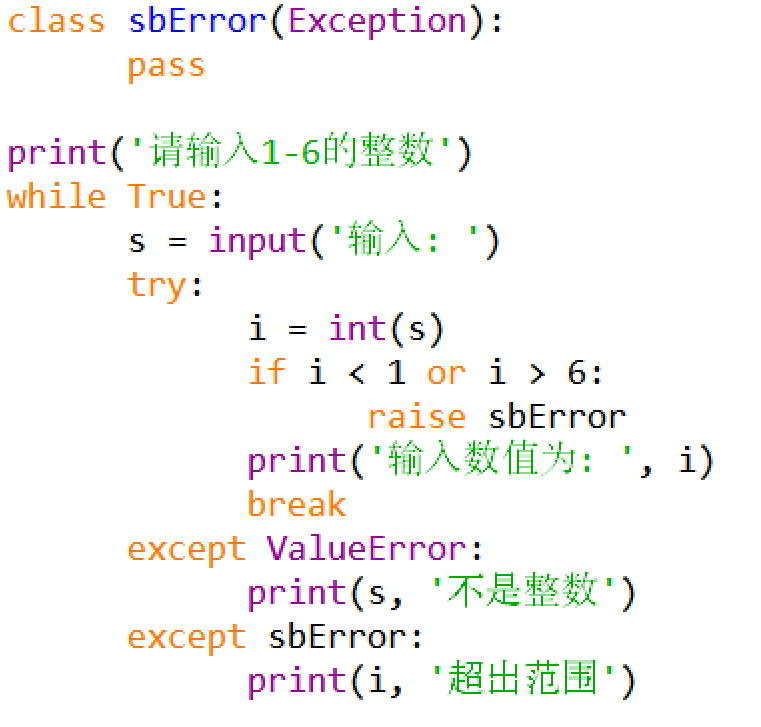 class sbError(Exception):
    pass

print('请输入1-6的整数')
while True:
    s = input('输入: ')
    try:
        i = int(s)
        if i < 1 or i > 6:
            raise sbError
        print('输入数值为: ', i)
        break
    except ValueError:
        print(s, '不是整数')
    except sbError:
        print(i, '超出范围')